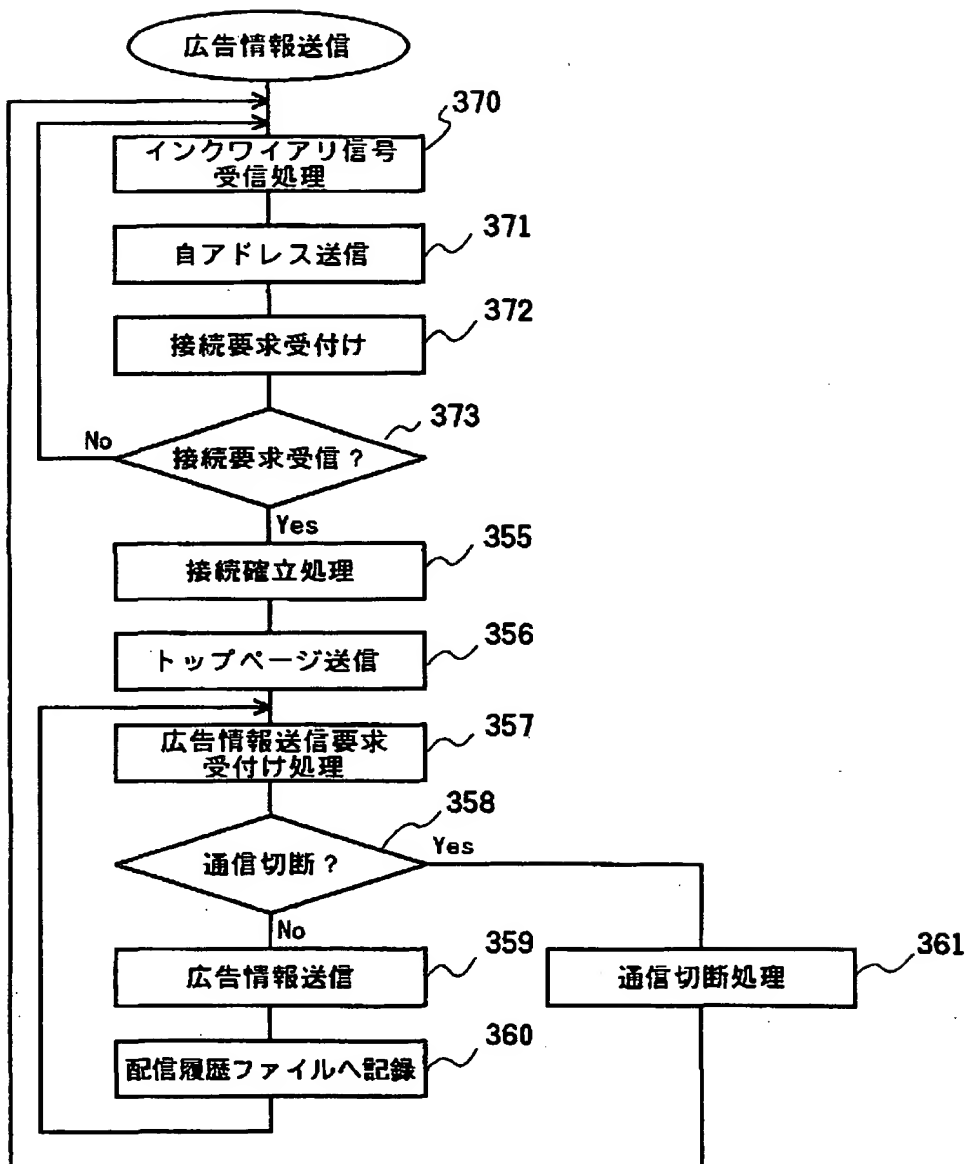 広告情報送信
370
インクワイアリ信号
受信処理
371
自アドレス送信
372
接続要求受付け
373
No
接続要求受信？
Yes
355
接続確立処理
356
トップページ送信
357
広告情報送信要求
受付け処理
358
通信切断？
Yes
No
359
広告情報送信
361
通信切断処理
360
配信履歴ファイルへ記録